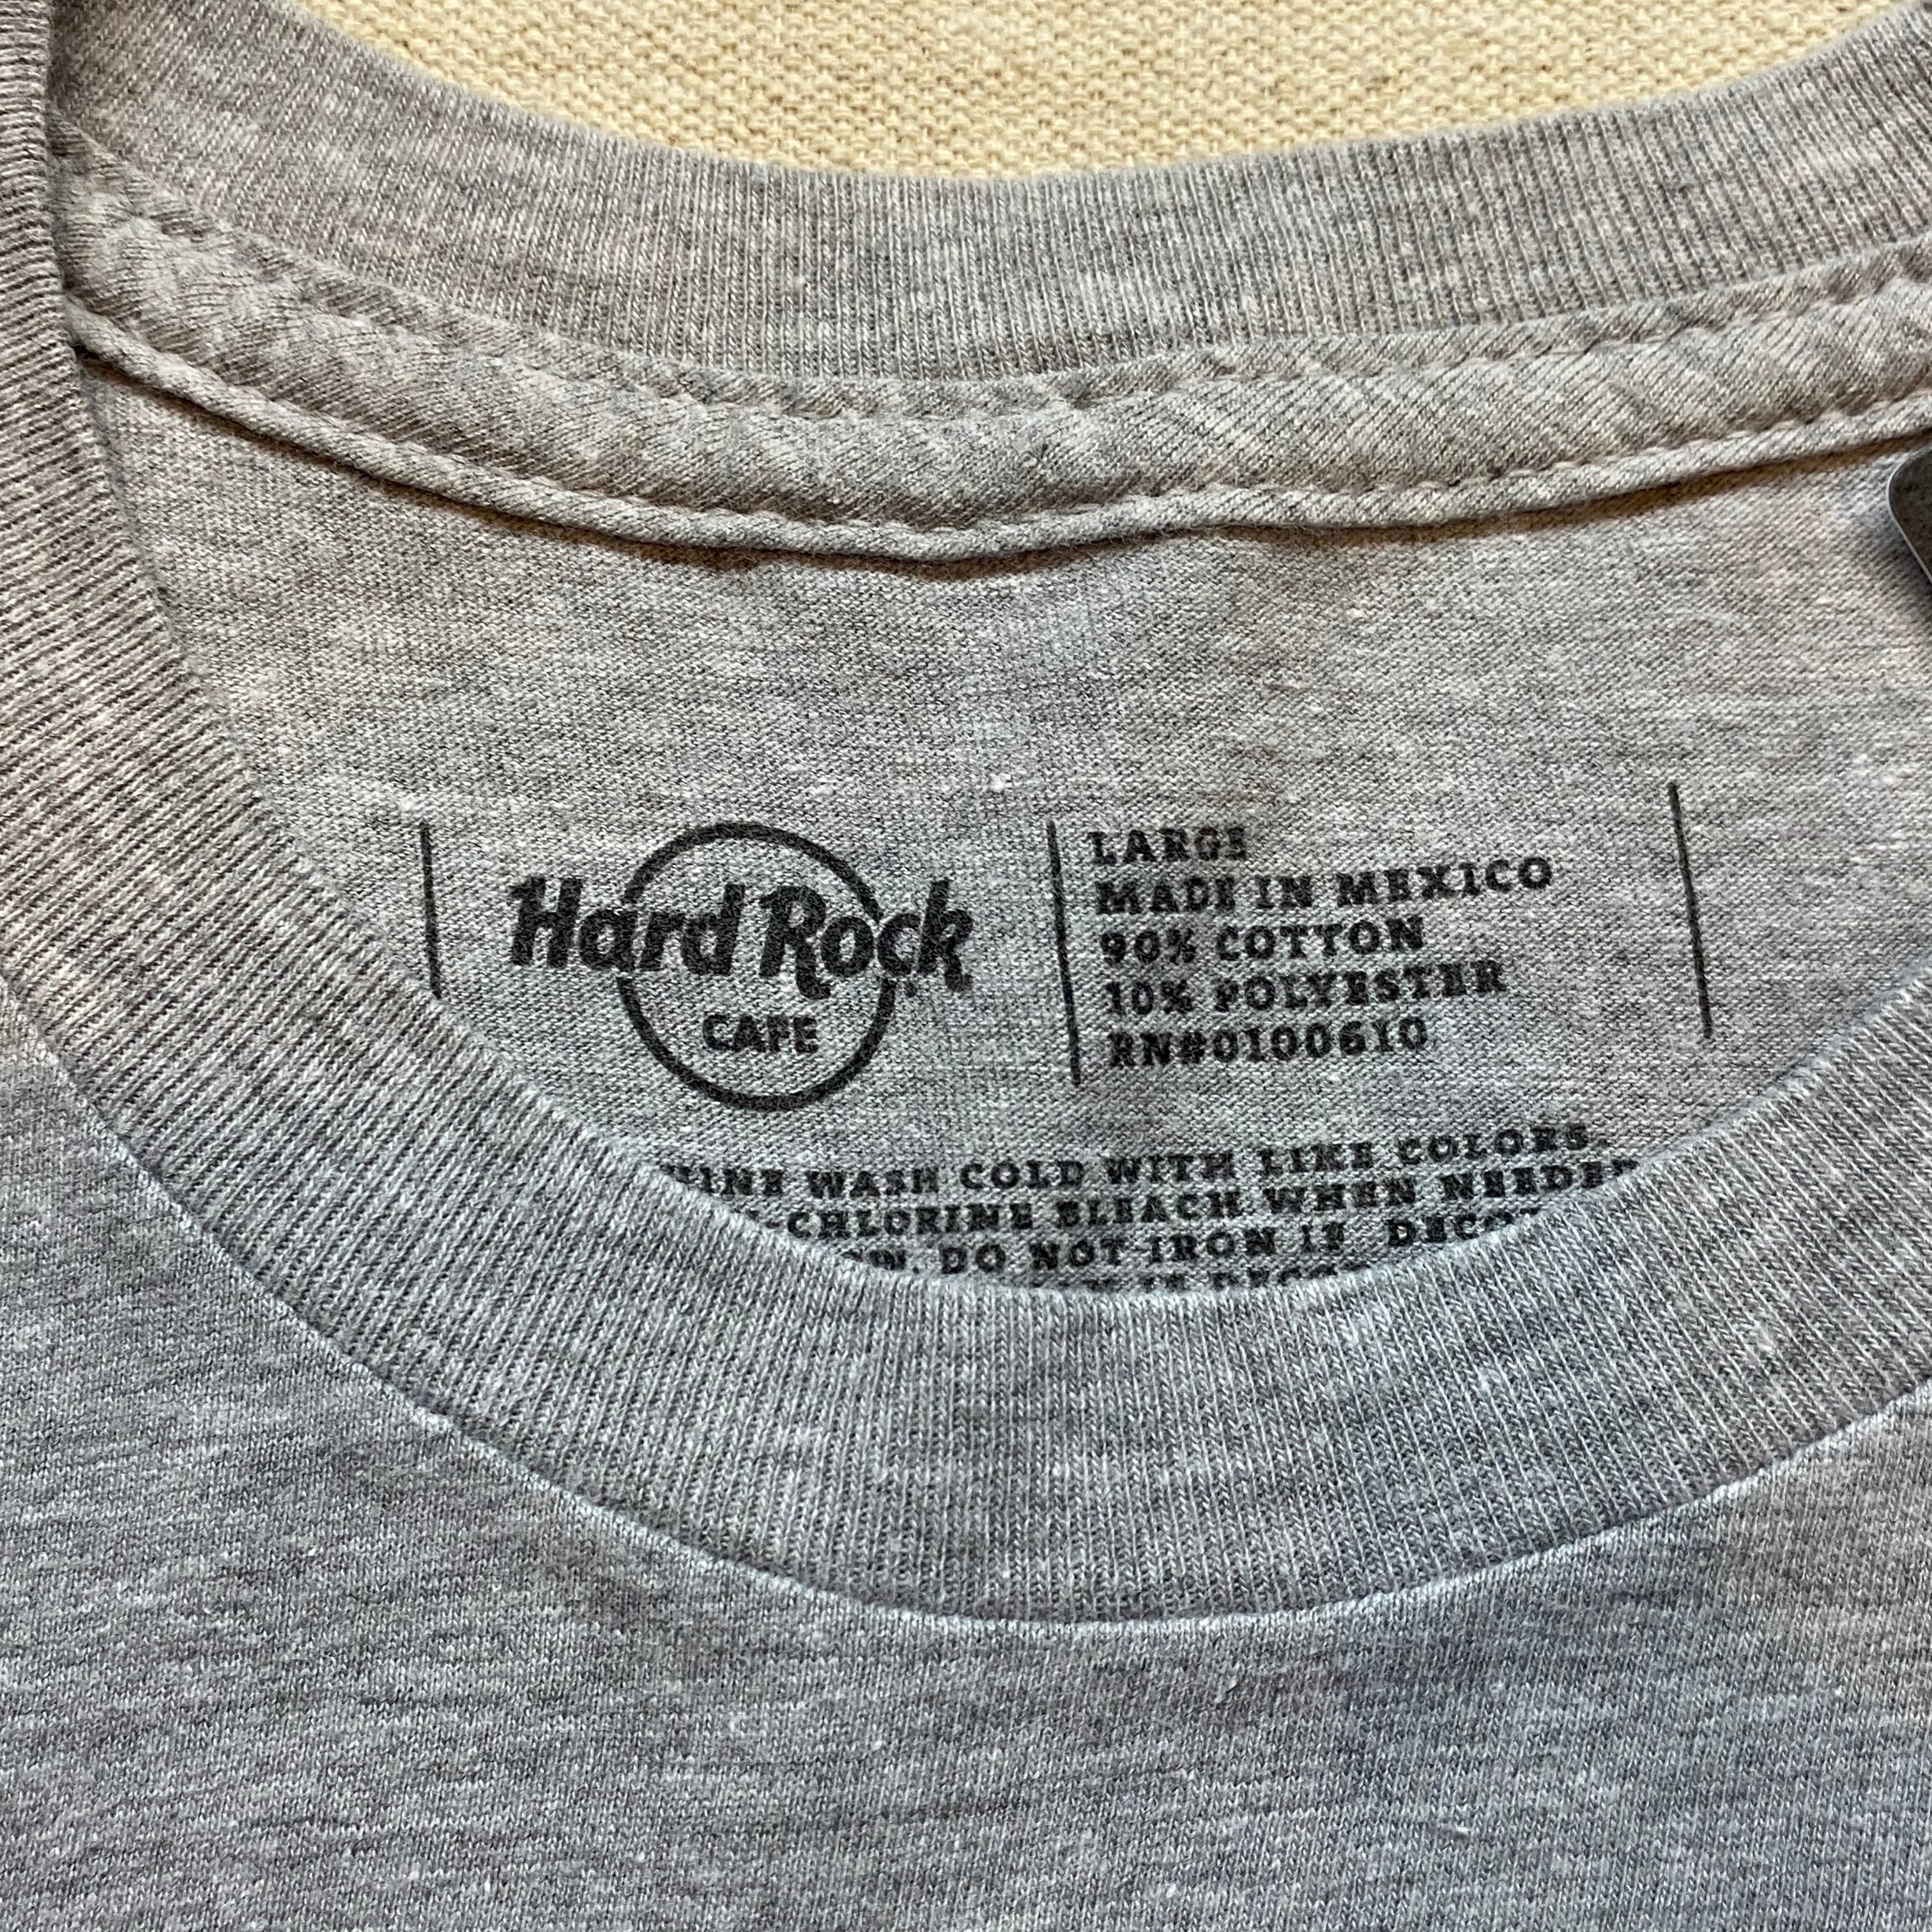 Hard Rock
CAFE
LARGE
MADE IN MEXICO
90% COTTON
10% POLYESTER
RN#0100610
WASH COLD WITH LIKE COLORS.
-CHLORINE BLEACH WHEN NEEDED
DO NOT IRON IF